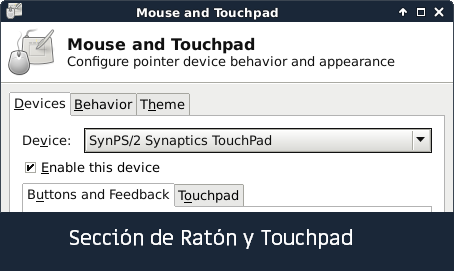 Mouse and Touchpad
Mouse and Touchpad
Configure pointer device behavior and appearance
Devices Behavior Theme
Device: SynPS/2 Synaptics TouchPad
Enable this device
Buttons and Feedback Touchpad
Sección de Ratón y Touchpad